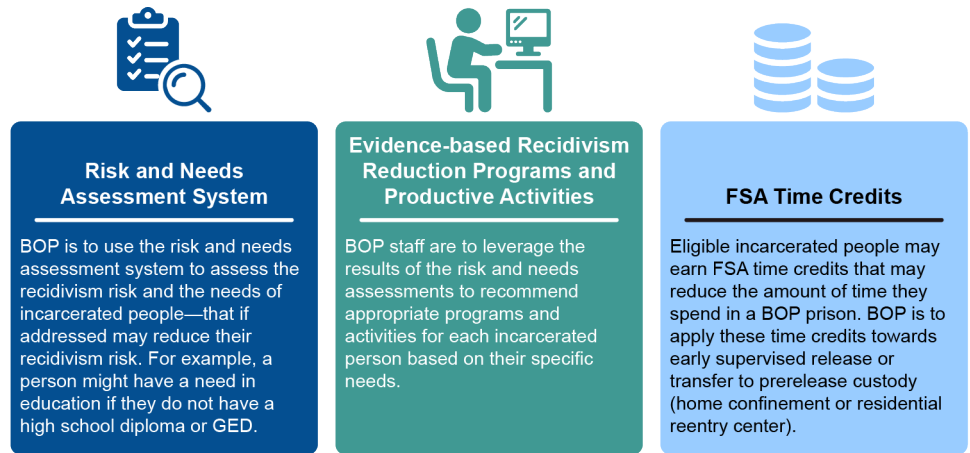 Risk and Needs
Assessment System
BOP is to use the risk and needs
assessment system to assess the
recidivism risk and the needs of
incarcerated people—that if
addressed may reduce their
recidivism risk. For example, a
person might have a need in
education if they do not have a
high school diploma or GED.
Evidence-based Recidivism
Reduction Programs and
Productive Activities
BOP staff are to leverage the
results of the risk and needs
assessments to recommend
appropriate programs and
activities for each incarcerated
person based on their specific
needs.
FSA Time Credits
Eligible incarcerated people may
earn FSA time credits that may
reduce the amount of time they
spend in a BOP prison. BOP is to
apply these time credits towards
early supervised release or
transfer to prerelease custody
(home confinement or residential
reentry center).